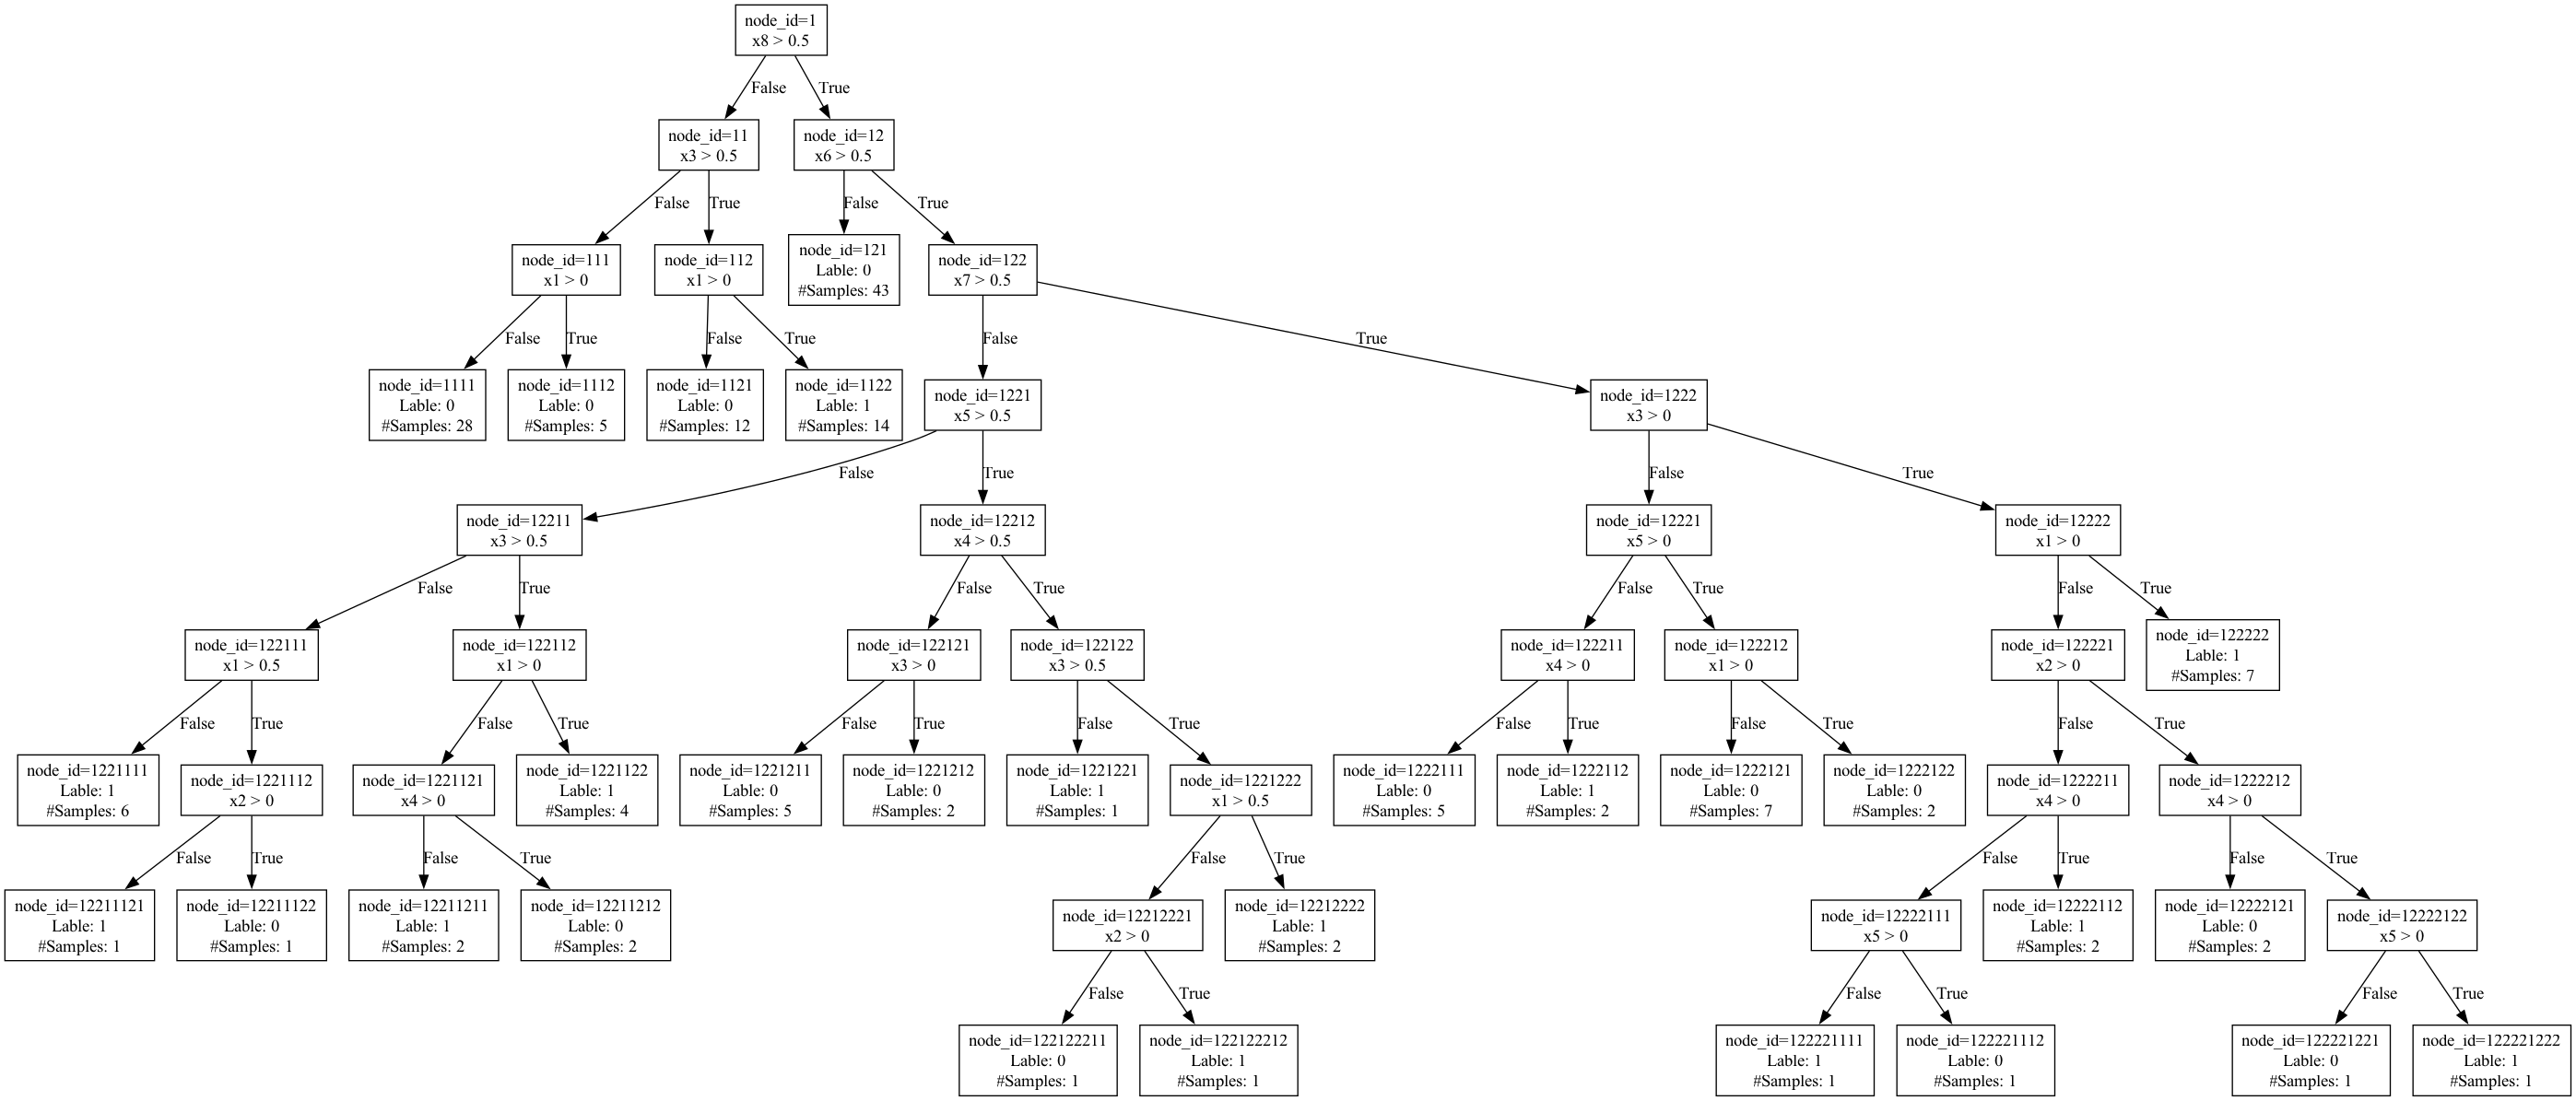 node_id=1
x8 > 0.5
False
True
node_id=11
x3 > 0.5
node_id=12
x6 > 0.5
False
True
False
True
node_id=111
x1 > 0
node_id=112
x1 > 0
node_id=121
Lable: 0
#Samples: 43
node_id=122
x7 > 0.5
False
True
False
True
False
True
node_id=1111
Lable: 0
#Samples: 28
node_id=1112
Lable: 0
#Samples: 5
node_id=1121
Lable: 0
#Samples: 12
node_id=1122
Lable: 1
#Samples: 14
node_id=1221
x5 > 0.5
node_id=1222
x3 > 0
False
True
False
True
node_id=12211
x3 > 0.5
node_id=12212
x4 > 0.5
node_id=12221
x5 > 0
node_id=12222
x1 > 0
False
True
False
True
False
True
False
True
node_id=122111
x1 > 0.5
node_id=122112
x1 > 0
node_id=122121
x3 > 0
node_id=122122
x3 > 0.5
node_id=122211
x4 > 0
node_id=122212
x1 > 0
node_id=122221
x2 > 0
node_id=122222
Lable: 1
#Samples: 7
False
True
False
True
False
True
False
True
False
True
False
True
False
True
node_id=1221111
Lable: 1
#Samples: 6
node_id=1221112
x2 > 0
node_id=1221121
x4 > 0
node_id=1221122
Lable: 1
#Samples: 4
node_id=1221211
Lable: 0
#Samples: 5
node_id=1221212
Lable: 0
#Samples: 2
node_id=1221221
Lable: 1
#Samples: 1
node_id=1221222
x1 > 0.5
node_id=1222111
Lable: 0
#Samples: 5
node_id=1222112
Lable: 1
#Samples: 2
node_id=1222121
Lable: 0
#Samples: 7
node_id=1222122
Lable: 0
#Samples: 2
node_id=1222211
x4 > 0
node_id=1222212
x4 > 0
False
True
False
True
False
True
False
True
False
True
node_id=12211121
Lable: 1
#Samples: 1
node_id=12211122
Lable: 0
#Samples: 1
node_id=12211211
Lable: 1
#Samples: 2
node_id=12211212
Lable: 0
#Samples: 2
node_id=12212221
x2 > 0
node_id=12212222
Lable: 1
#Samples: 2
node_id=12222111
x5 > 0
node_id=12222112
Lable: 1
#Samples: 2
node_id=12222121
Lable: 0
#Samples: 2
node_id=12222122
x5 > 0
False
True
False
True
False
True
node_id=122122211
Lable: 0
#Samples: 1
node_id=122122212
Lable: 1
#Samples: 1
node_id=122221111
Lable: 1
#Samples: 1
node_id=122221112
Lable: 0
#Samples: 1
node_id=122221221
Lable: 0
#Samples: 1
node_id=122221222
Lable: 1
#Samples: 1